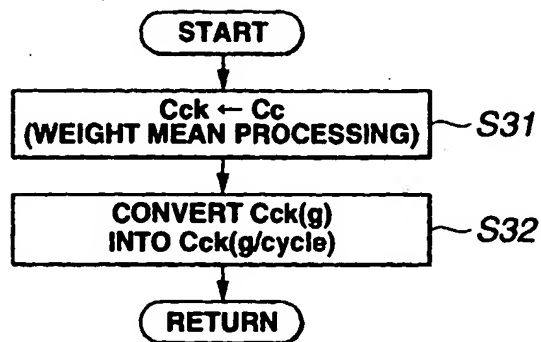 START
Cck ← Cc
(WEIGHT MEAN PROCESSING)
S31
CONVERT Cck(g)
INTO Cck(g/cycle)
S32
RETURN